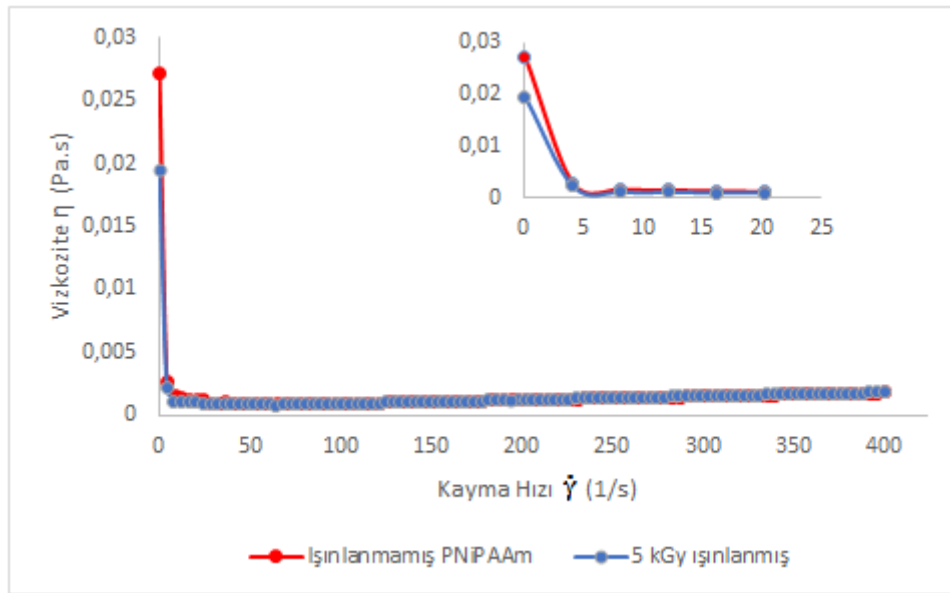 0,03
0,025
0,02
0,015
0,01
0,005
0
Vizkozite η (Pa.s)
0 50 100 150 200 250 300 350 400
Kayma Hızı γ̇ (1/s)
0,03
0,02
0,01
0
0 5 10 15 20 25
Işınlanmamış PNiPAAm 5 kGy ışınlanmış